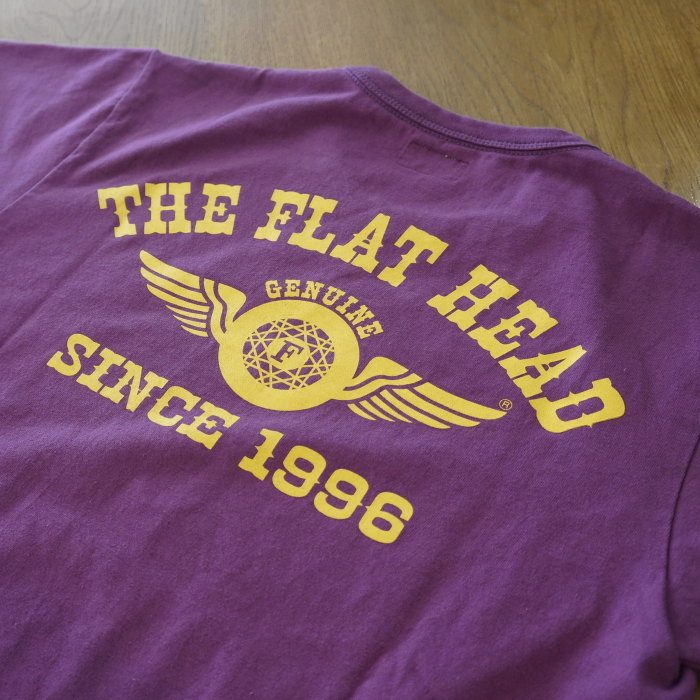 THE FLAT HEAD
GENUINE
F
®
SINCE 1996